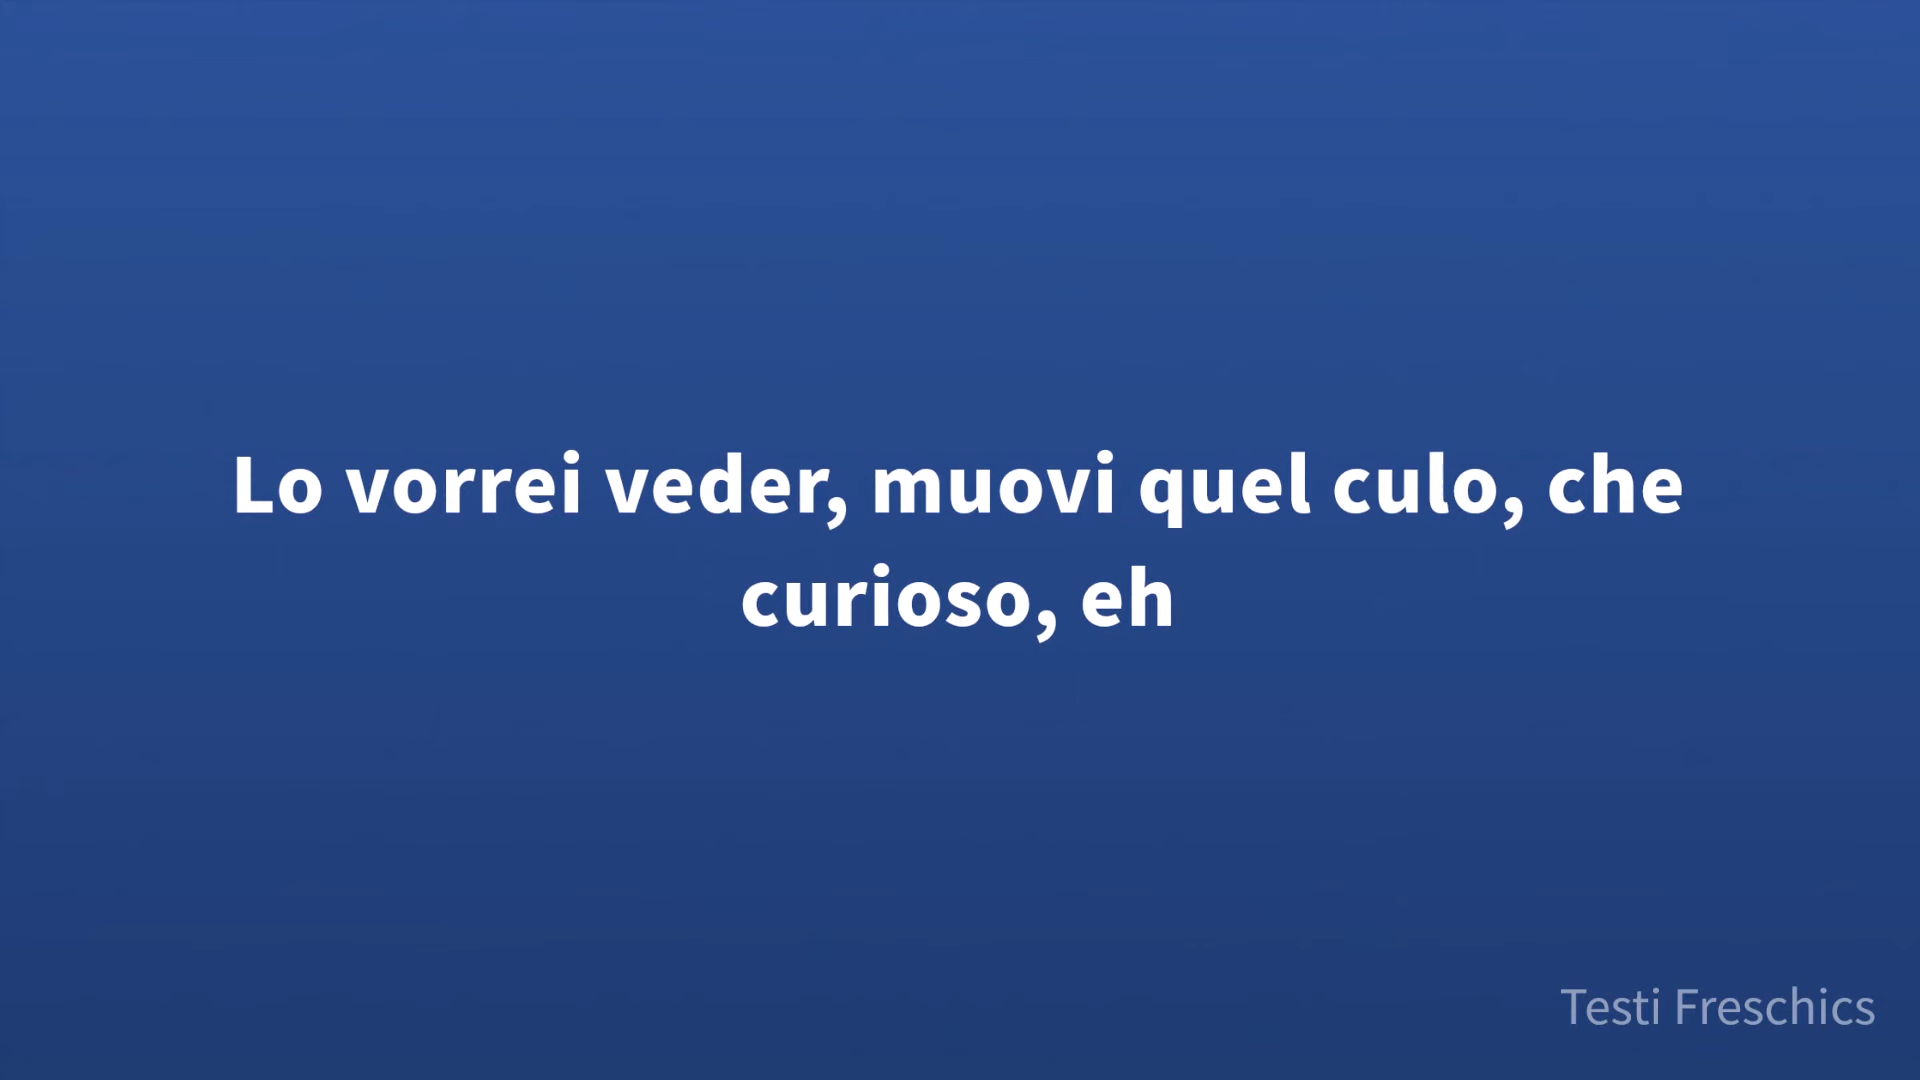 Lo vorrei veder, muovi quel culo, che
curioso, eh
Testi Freschics